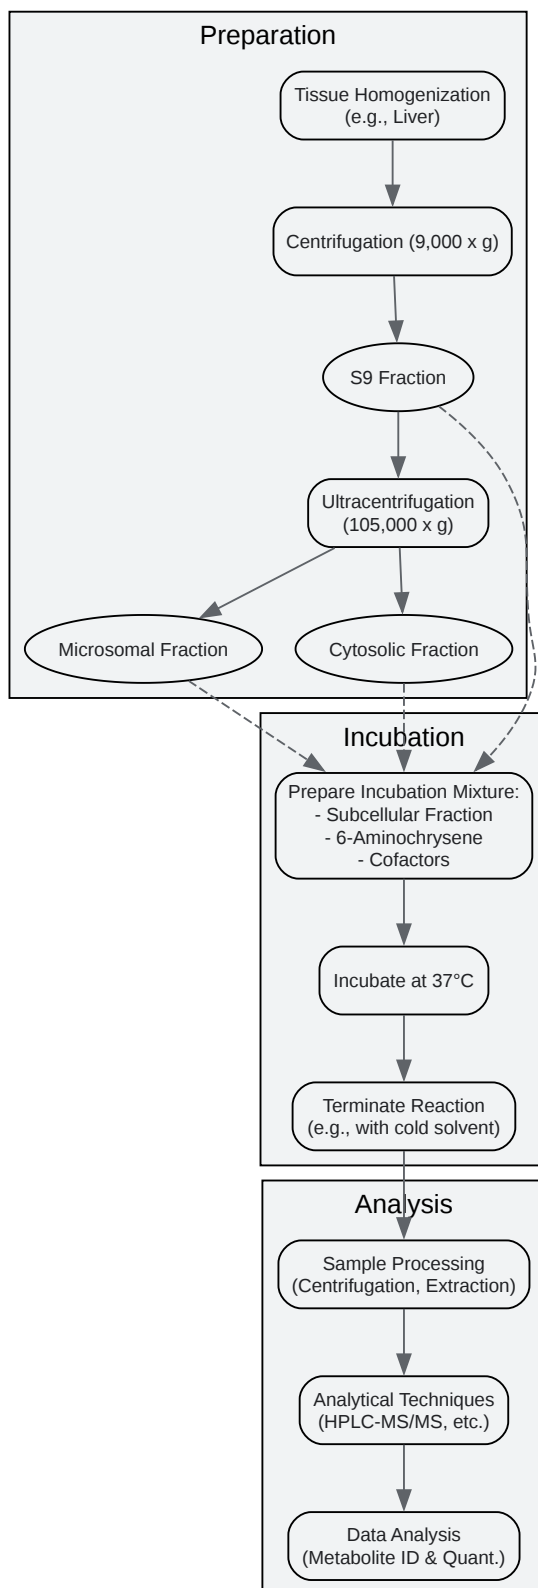 Preparation
Tissue Homogenization
(e.g., Liver)
Centrifugation (9,000 x g)
S9 Fraction
Ultracentrifugation
(105,000 x g)
Microsomal Fraction
Cytosolic Fraction
Incubation
Prepare Incubation Mixture:
- Subcellular Fraction
- 6-Aminochrysene
- Cofactors
Incubate at 37°C
Terminate Reaction
(e.g., with cold solvent)
Analysis
Sample Processing
(Centrifugation, Extraction)
Analytical Techniques
(HPLC-MS/MS, etc.)
Data Analysis
(Metabolite ID & Quant.)